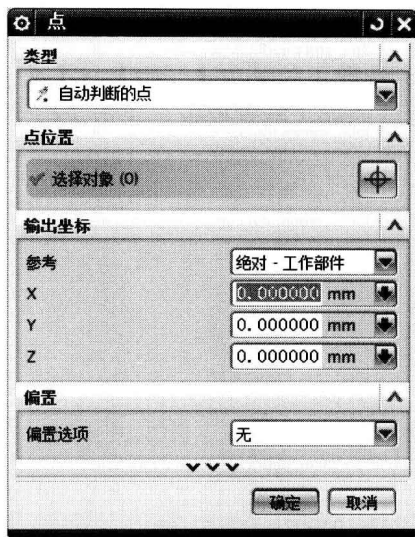 点
类型
自动判断的点
点位置
选择对象 (0)
输出坐标
参考 绝对 - 工作部件
X 0.000000 mm
Y 0.000000 mm
Z 0.000000 mm
偏置
偏置选项 无
确定 取消